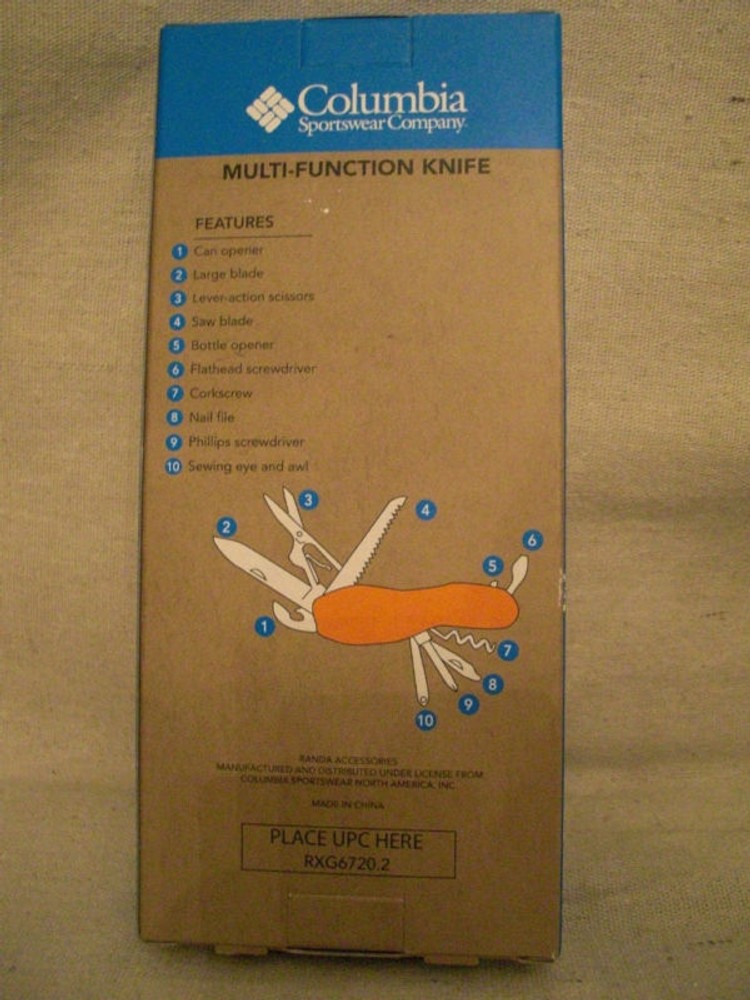 Columbia
Sportswear Company
MULTI-FUNCTION KNIFE
FEATURES
1 Can opener
2 Large blade
3 Lever-action scissors
4 Saw blade
5 Bottle opener
6 Flathead screwdriver
7 Corkscrew
8 Nail file
9 Phillips screwdriver
10 Sewing eye and awl
3
4
2
6
5
1
7
8
9
10
RANDA ACCESSORIES
MANUFACTURED AND DISTRIBUTED UNDER LICENSE FROM
COLUMBIA SPORTSWEAR NORTH AMERICA, INC.
MADE IN CHINA
PLACE UPC HERE
RXG6720.2